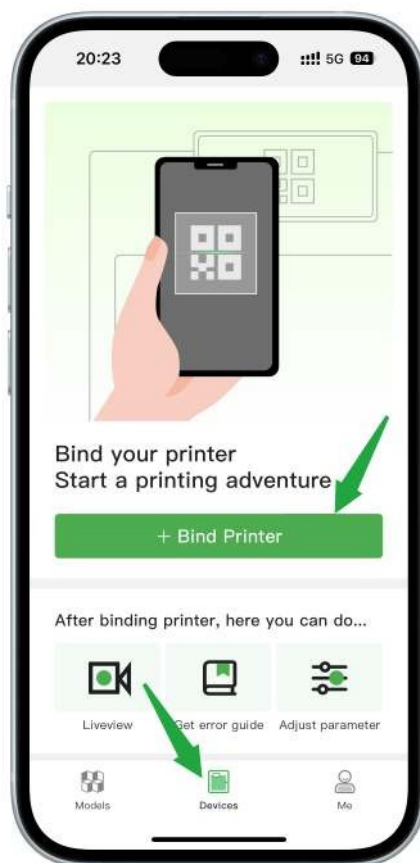 20:23
5G 94
Bind your printer
Start a printing adventure
+ Bind Printer
After binding printer, here you can do...
Liveview
Get error guide
Adjust parameter
Models
Devices
Me